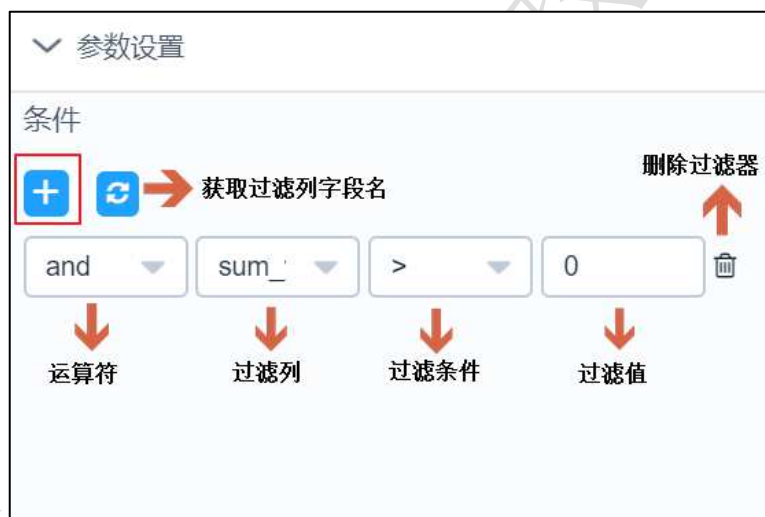 参数设置
条件
删除过滤器
获取过滤列字段名
and sum_ > 0
运算符 过滤列 过滤条件 过滤值